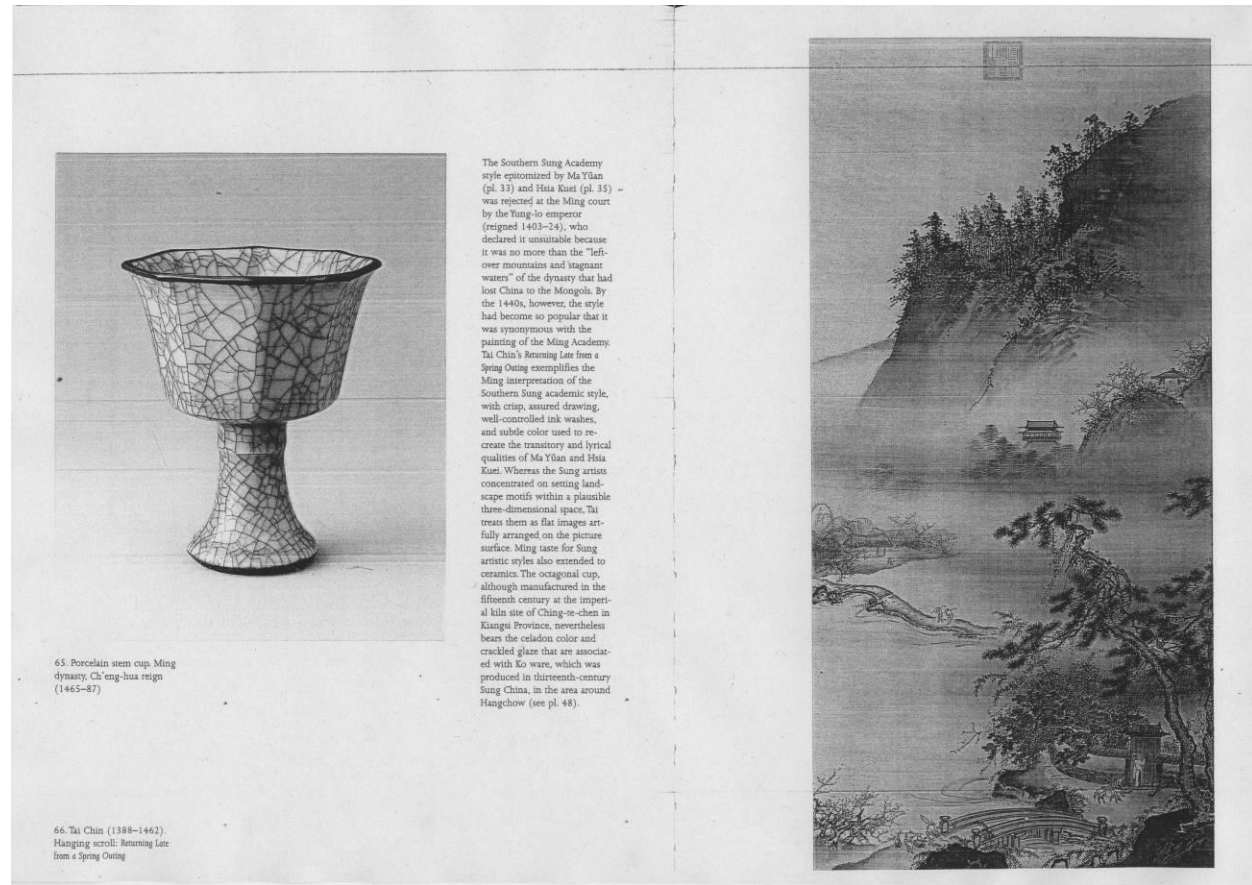 The Southern Sung Academy
style epitomized by Ma Yüan
(pl. 33) and Hsia Kuei (pl. 35)
was rejected at the Ming court
by the Yung-lo emperor
(reigned 1403–24), who
declared it unsuitable because
it was no more than the "left-
over mountains and stagnant
waters" of the dynasty that had
lost China to the Mongols. By
the 1440s, however, the style
had become so popular that it
was synonymous with the
painting of the Ming Academy.
Tai Chin's Returning Late from a
Spring Outing exemplifies the
Ming interpretation of the
Southern Sung academic style,
with crisp, assured drawing,
well-controlled ink washes,
and subtle color used to re-
create the transitory and lyrical
qualities of Ma Yüan and Hsia
Kuei. Whereas the Sung artists
concentrated on setting land-
scape motifs within a plausible
three-dimensional space, Tai
treats them as flat images art-
fully arranged on the picture
surface. Ming taste for Sung
artistic styles also extended to
ceramics. The octagonal cup,
although manufactured in the
fifteenth century at the imperi-
al kiln site of Ching-te-chen in
Kiangsi Province, nevertheless
bears the celadon color and
crackled glaze that are associat-
ed with Ko ware, which was
produced in thirteenth-century
Sung China, in the area around
Hangchow (see pl. 48).
65. Porcelain stem cup. Ming
dynasty, Ch'eng-hua reign
(1465–87)
66. Tai Chin (1388–1462).
Hanging scroll: Returning Late
from a Spring Outing